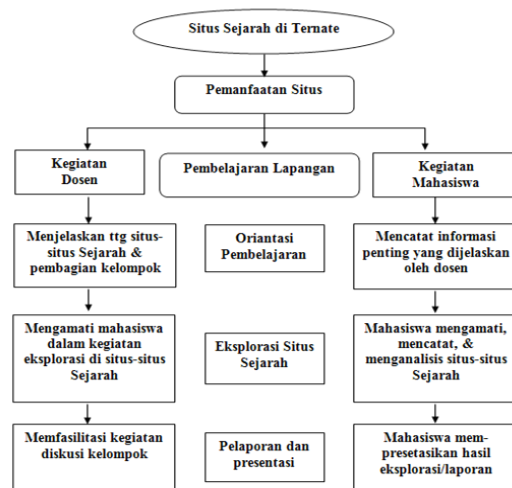 Situs Sejarah di Ternate
Pemanfaatan Situs
Kegiatan
Dosen
Pembelajaran Lapangan
Kegiatan
Mahasiswa
Menjelaskan ttg situs-
situs Sejarah &
pembagian kelompok
Oriantasi
Pembelajaran
Mencatat informasi
penting yang dijelaskan
oleh dosen
Mengamati mahasiswa
dalam kegiatan
eksplorasi di situs-situs
Sejarah
Eksplorasi Situs
Sejarah
Mahasiswa mengamati,
mencatat, &
menganalisis situs-situs
Sejarah
Memfasilitasi kegiatan
diskusi kelompok
Pelaporan dan
presentasi
Mahasiswa mem-
presetasikan hasil
eksplorasi/laporan